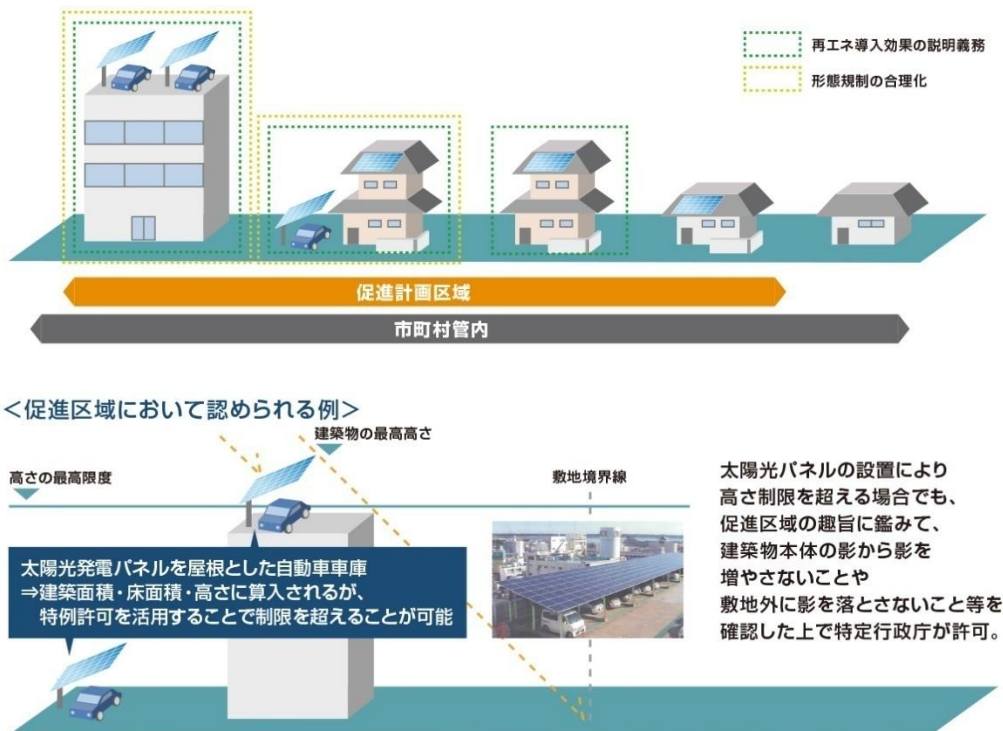 再エネ導入効果の説明義務
形態規制の合理化
促進計画区域
市町村管内
＜促進区域において認められる例＞
建築物の最高高さ
高さの最高限度
敷地境界線
太陽光発電パネルを屋根とした自動車車庫
⇒建築面積・床面積・高さに算入されるが、
特例許可を活用することで制限を超えることが可能
太陽光パネルの設置により
高さ制限を超える場合でも、
促進区域の趣旨に鑑みて、
建築物本体の影から影を
増やさないことや
敷地外に影を落とさないこと等を
確認した上で特定行政庁が許可。